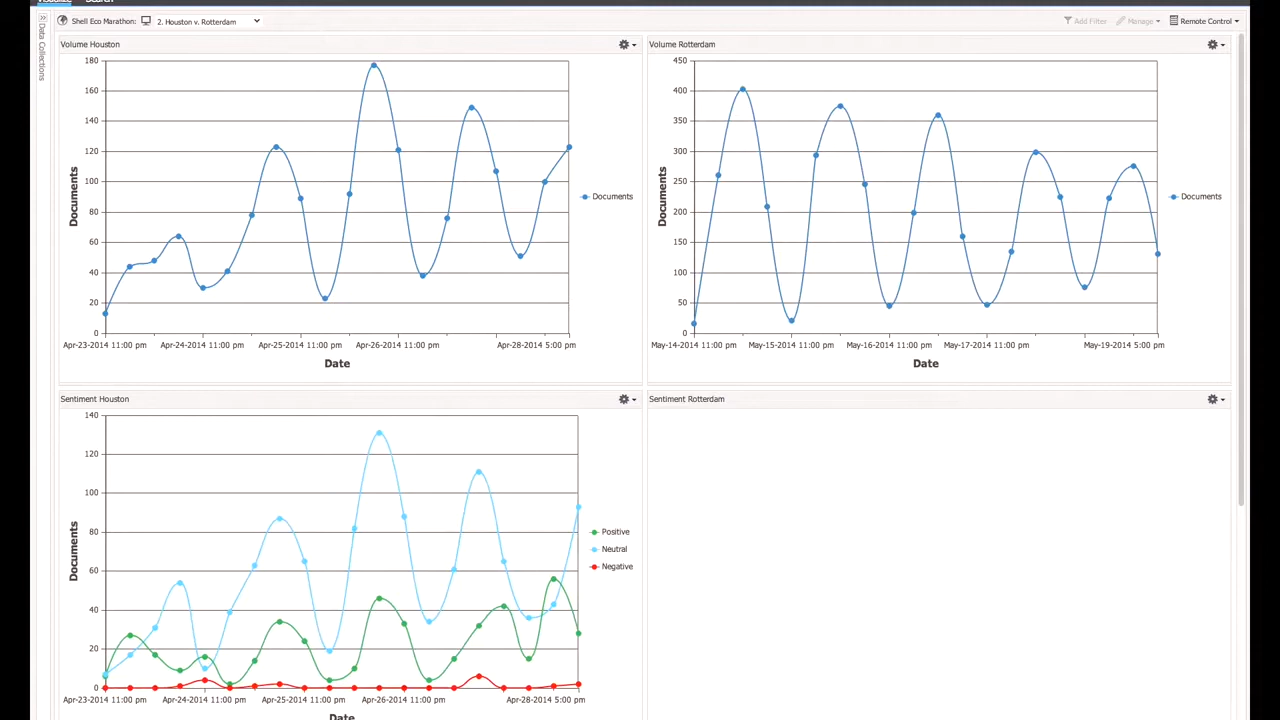 Visualize Search
Shell Eco Marathon: 2. Houston v. Rotterdam
Add Filter Manage Remote Control
Data Collections
Volume Houston
180
160
140
120
100
80
60
40
20
0
Documents
Documents
Apr-23-2014 11:00 pm Apr-24-2014 11:00 pm Apr-25-2014 11:00 pm Apr-26-2014 11:00 pm Apr-28-2014 5:00 pm
Date
Volume Rotterdam
450
400
350
300
250
200
150
100
50
0
Documents
Documents
May-14-2014 11:00 pm May-15-2014 11:00 pm May-16-2014 11:00 pm May-17-2014 11:00 pm May-19-2014 5:00 pm
Date
Sentiment Houston
140
120
100
80
60
40
20
0
Documents
Positive
Neutral
Negative
Apr-23-2014 11:00 pm Apr-24-2014 11:00 pm Apr-25-2014 11:00 pm Apr-26-2014 11:00 pm Apr-28-2014 5:00 pm
Date
Sentiment Rotterdam